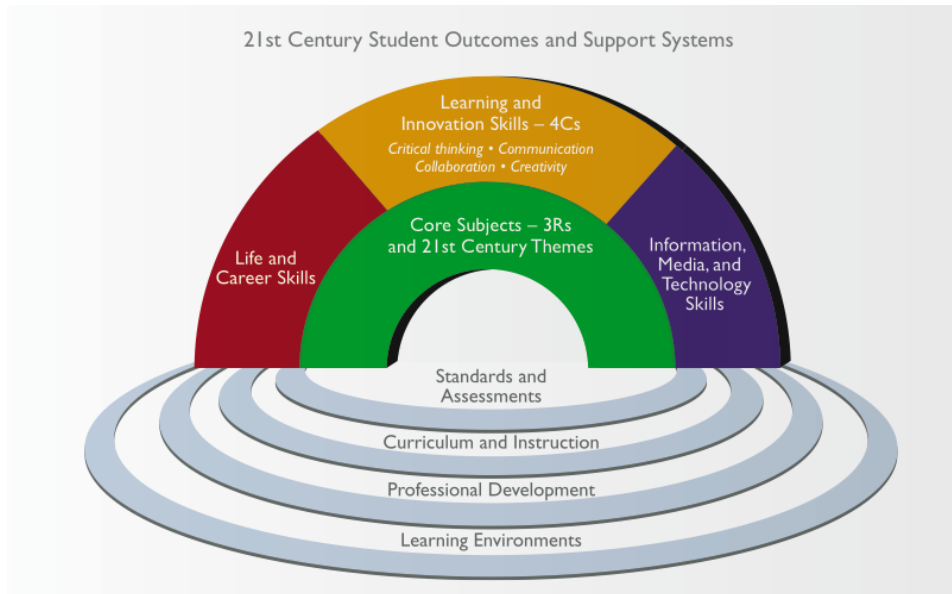 21st Century Student Outcomes and Support Systems
Learning and
Innovation Skills – 4Cs
Critical thinking • Communication
Collaboration • Creativity
Core Subjects – 3Rs
and 21st Century Themes
Life and
Career Skills
Information,
Media, and
Technology
Skills
Standards and
Assessments
Curriculum and Instruction
Professional Development
Learning Environments